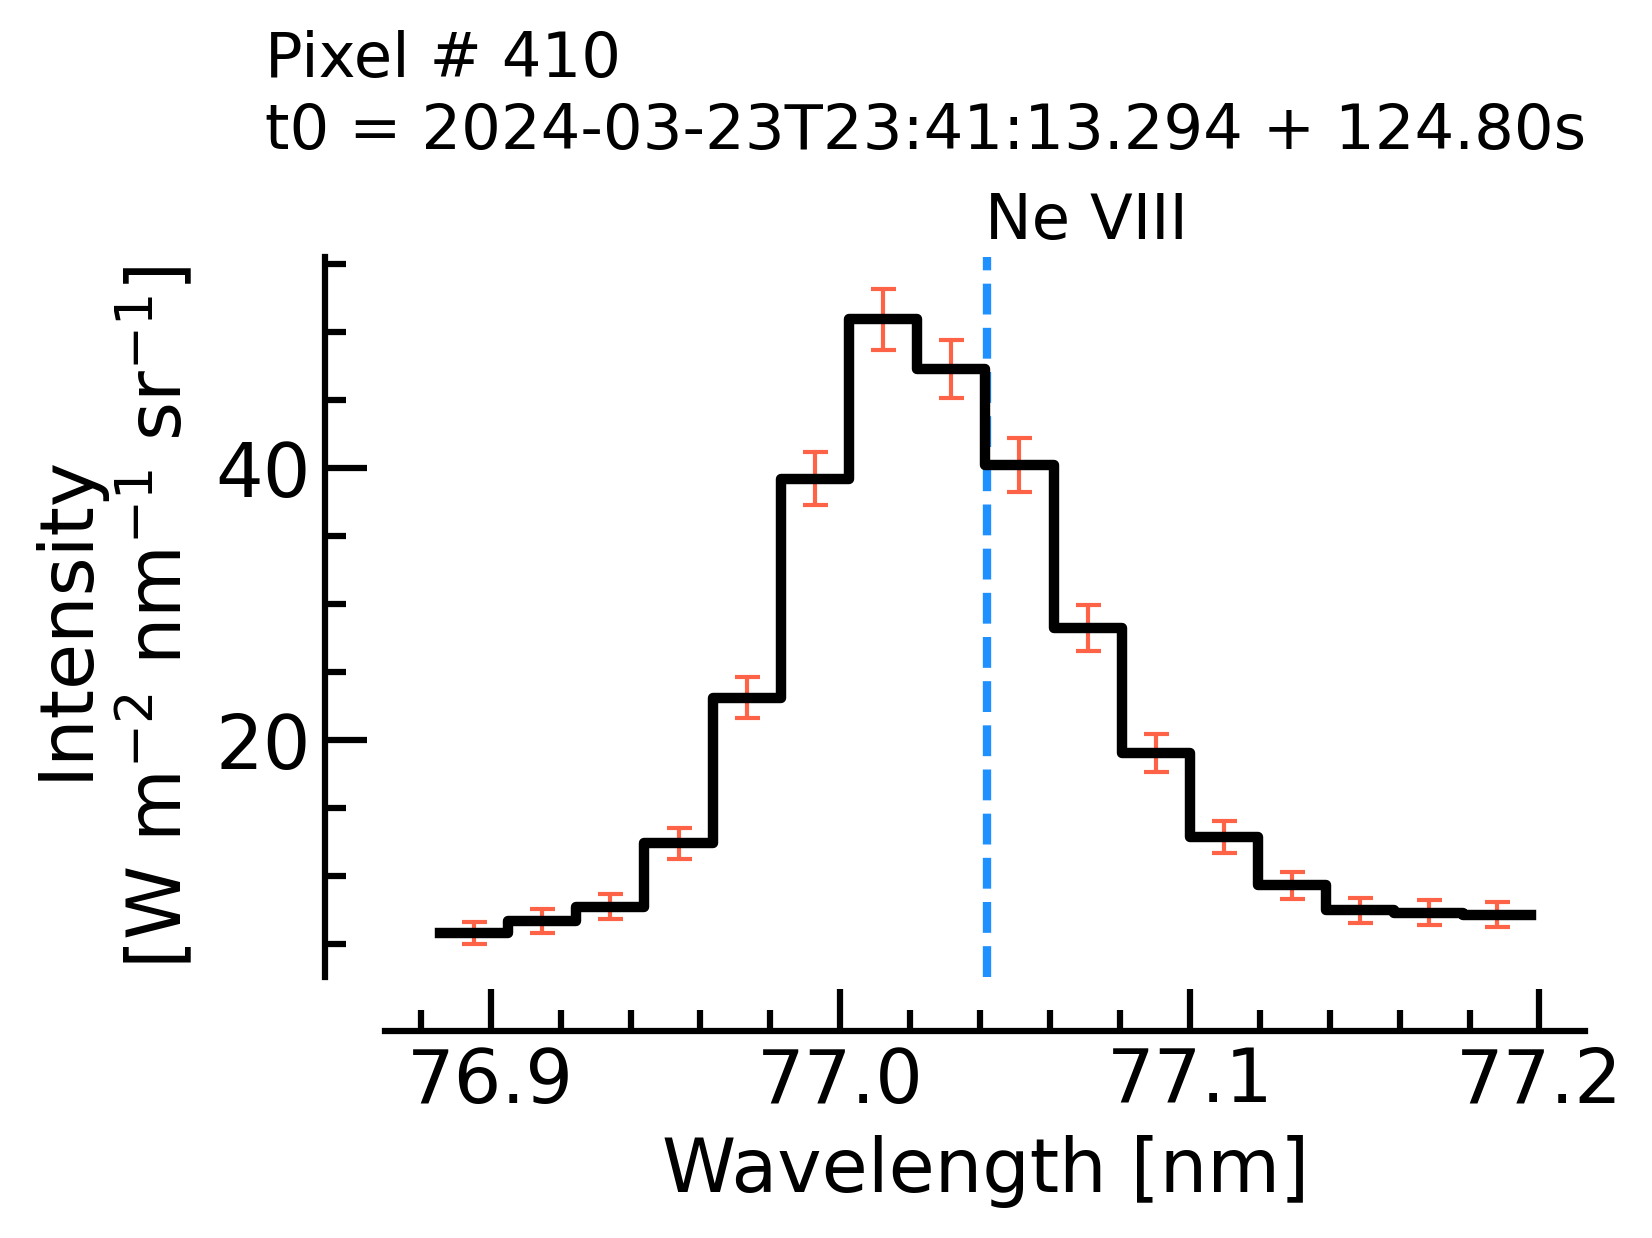 Pixel # 410
t0 = 2024-03-23T23:41:13.294 + 124.80s
Ne VIII
Intensity
[W m⁻² nm⁻¹ sr⁻¹]
40
20
76.9 77.0 77.1 77.2
Wavelength [nm]